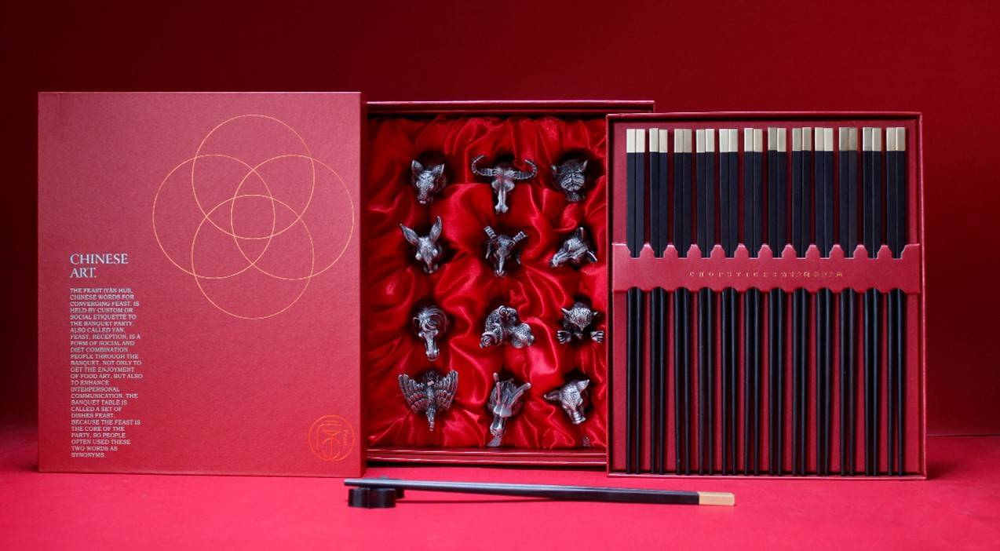 CHINESE
ART.
THE FEAST (YÀN HUI),
CHINESE WORDS FOR
CONVERGING FEAST. IS
HELD BY CUSTOM OR
SOCIAL ETIQUETTE TO
THE BANQUET PARTY.
ALSO CALLED YAN,
FEAST, RECEPTION, IS A
FORM OF SOCIAL AND
DIET COMBINATION.
PEOPLE THROUGH THE
BANQUET, NOT ONLY TO
GET THE ENJOYMENT
OF FOOD ART, BUT ALSO
TO ENHANCE
INTERPERSONAL
COMMUNICATION. THE
BANQUET TABLE IS
CALLED A SET OF
DISHES FEAST,
BECAUSE THE FEAST IS
THE CORE OF THE
PARTY, SO PEOPLE
OFTEN USED THESE
TWO WORDS AS
SYNONYMS.
Feast
CHOPSTICKS